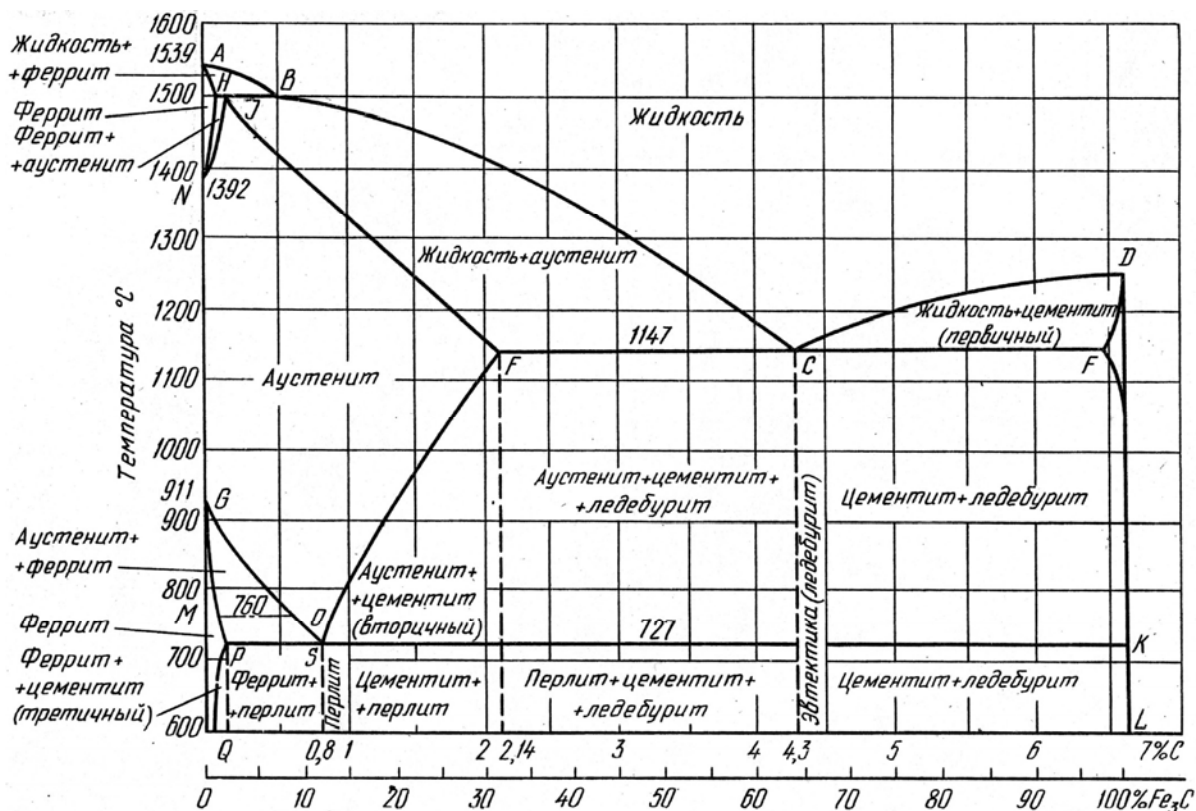 1600
Жидкость+
+феррит
1539
A
H
B
1500
Феррит
J
Феррит+
+аустенит
Жидкость
1400
N
1392
1300
Жидкость+аустенит
D
1200
Жидкость+цементит
(первичный)
1147
F
C
F
1100
Аустенит
Температура °С
1000
Аустенит+цементит+
+ледебурит
Цементит+ледебурит
Эвтектика (ледебурит)
911
G
900
Аустенит+
+феррит
800
Аустенит+
+цементит
(вторичный)
M
760
O
727
Феррит
K
700
P
S
Феррит+
+цементит
(третичный)
Феррит+
+перлит
Перлит
Цементит+
+перлит
Перлит+цементит+
+ледебурит
Цементит+ледебурит
L
600
Q
0,8
1
2
2,14
3
4
4,3
5
6
7%C
0
10
20
30
40
50
60
70
80
90
100%Fe3C